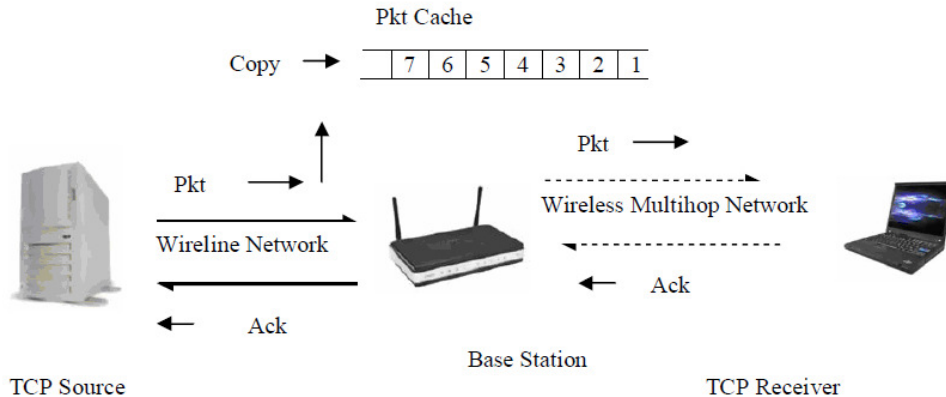 Pkt Cache
Copy 7 6 5 4 3 2 1
Pkt
Pkt
Wireless Multihop Network
Wireline Network
Ack
Ack
Base Station
TCP Source
TCP Receiver